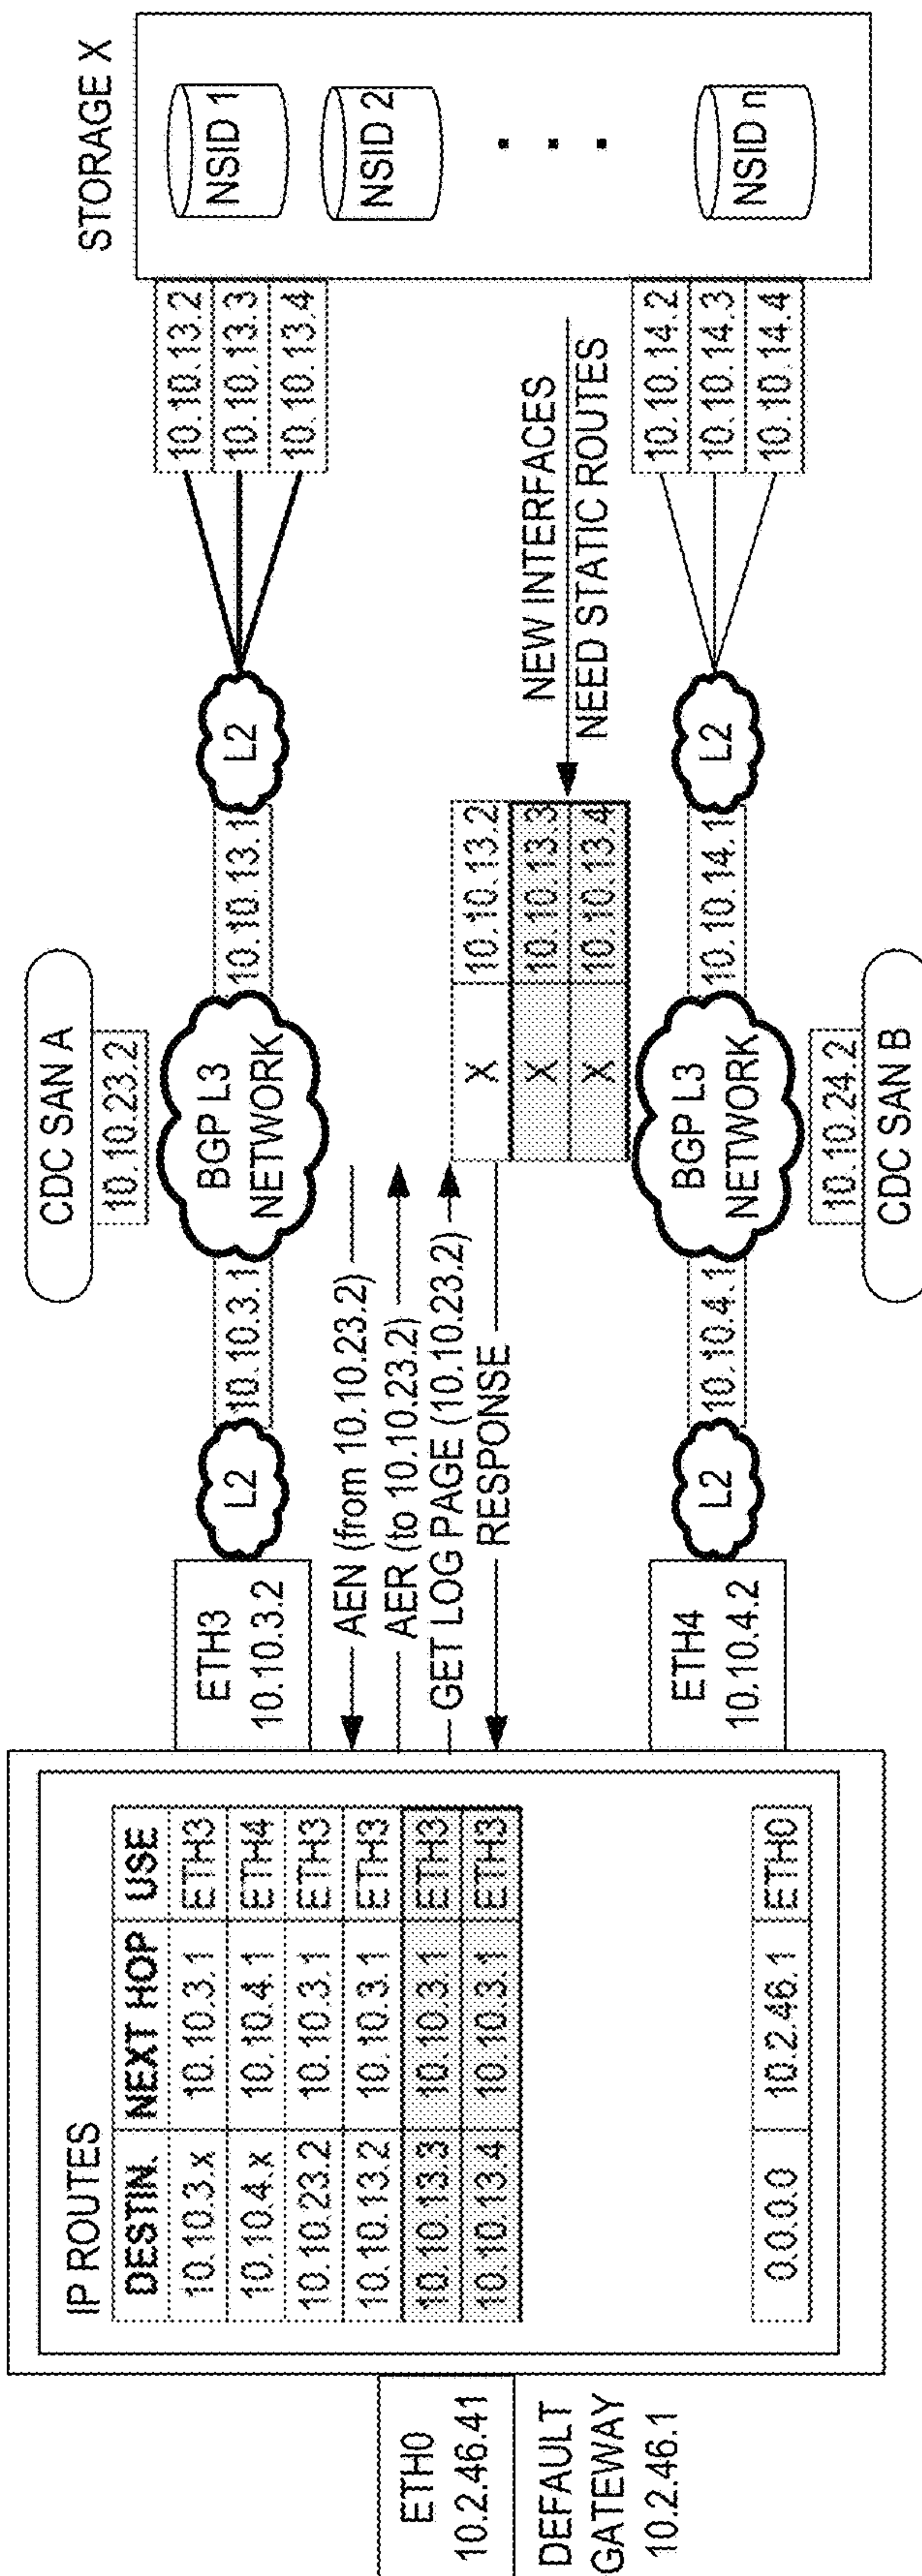 CDC SAN A
10.10.23.2
STORAGE X
IP ROUTES
DESTIN. NEXT HOP USE
10.10.3.x 10.10.3.1 ETH3
10.10.4.x 10.10.4.1 ETH4
10.10.23.2 10.10.3.1 ETH3
10.10.13.2 10.10.3.1 ETH3
10.10.13.3 10.10.3.1 ETH3
10.10.13.4 10.10.3.1 ETH3
0.0.0.0 10.2.46.1 ETH0
ETH0
10.2.46.41
DEFAULT
GATEWAY
10.2.46.1
ETH3
10.10.3.2
L2
10.10.3.1
BGP L3
NETWORK
10.10.13.1
L2
10.10.13.2
10.10.13.3
10.10.13.4
NSID 1
NSID 2
NSID n
AEN (from 10.10.23.2)
AER (to 10.10.23.2)
GET LOG PAGE (10.10.23.2)
RESPONSE
X 10.10.13.2
X 10.10.13.3
X 10.10.13.4
NEW INTERFACES
NEED STATIC ROUTES
ETH4
10.10.4.2
L2
10.10.4.1
BGP L3
NETWORK
10.10.14.1
L2
10.10.14.2
10.10.14.3
10.10.14.4
10.10.24.2
CDC SAN B